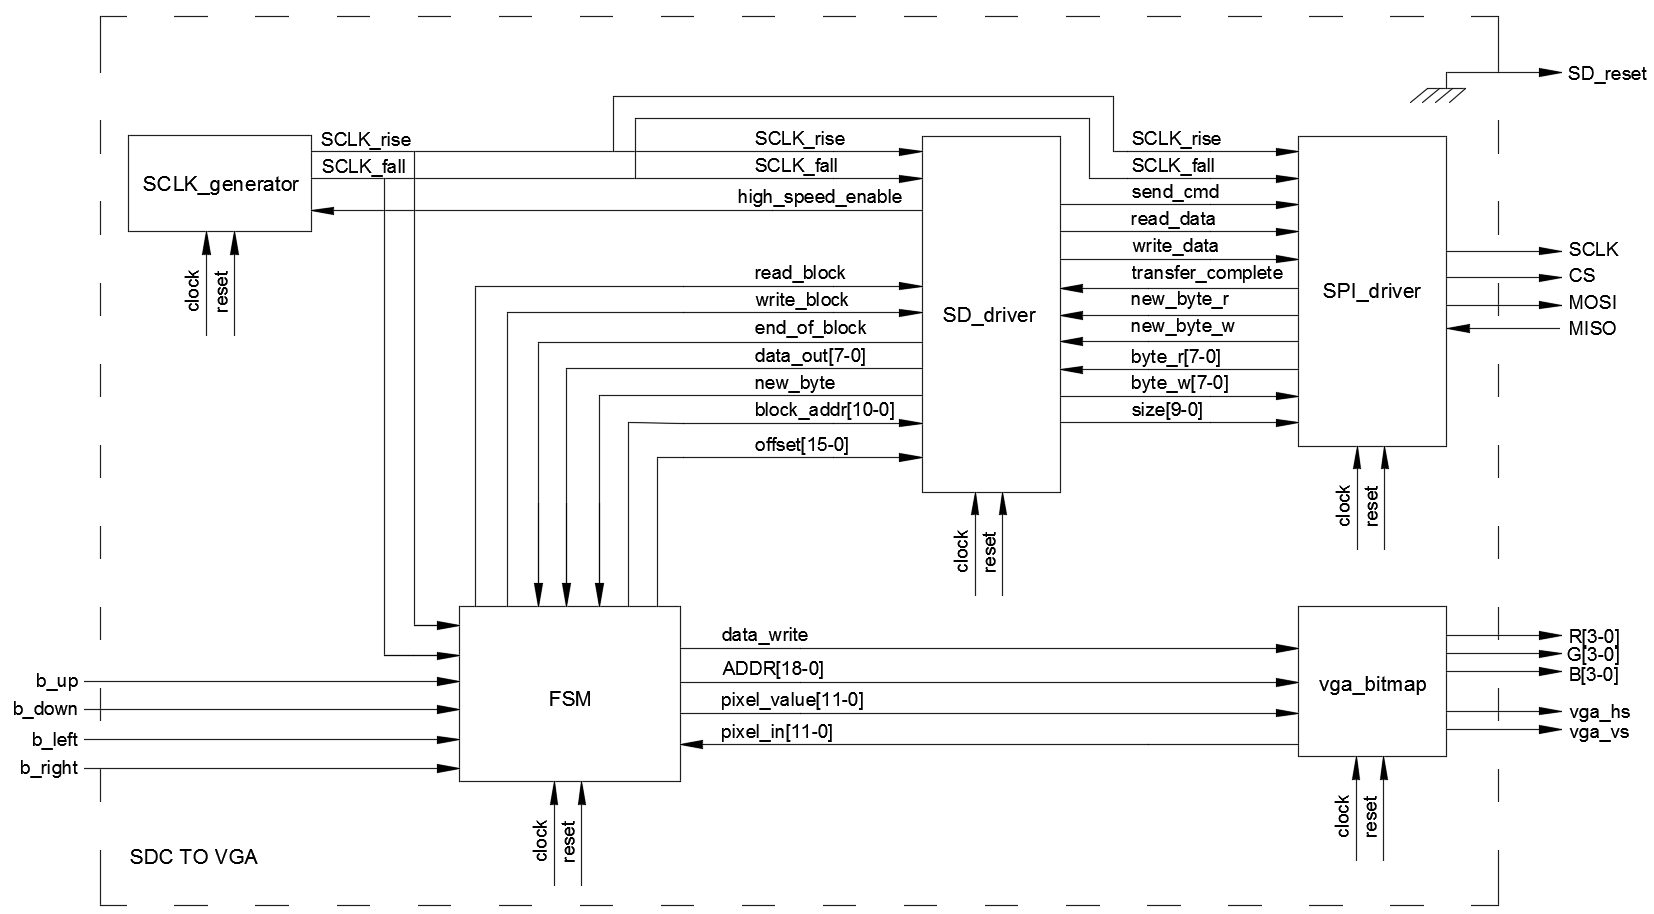 SD_reset
SCLK_rise
SCLK_fall
SCLK_generator
clock
reset
SCLK_rise
SCLK_fall
high_speed_enable
read_block
write_block
end_of_block
data_out[7-0]
new_byte
block_addr[10-0]
offset[15-0]
SD_driver
clock
reset
SCLK_rise
SCLK_fall
send_cmd
read_data
write_data
transfer_complete
new_byte_r
new_byte_w
byte_r[7-0]
byte_w[7-0]
size[9-0]
SPI_driver
clock
reset
SCLK
CS
MOSI
MISO
b_up
b_down
b_left
b_right
FSM
clock
reset
data_write
ADDR[18-0]
pixel_value[11-0]
pixel_in[11-0]
vga_bitmap
clock
reset
R[3-0]
G[3-0]
B[3-0]
vga_hs
vga_vs
SDC TO VGA